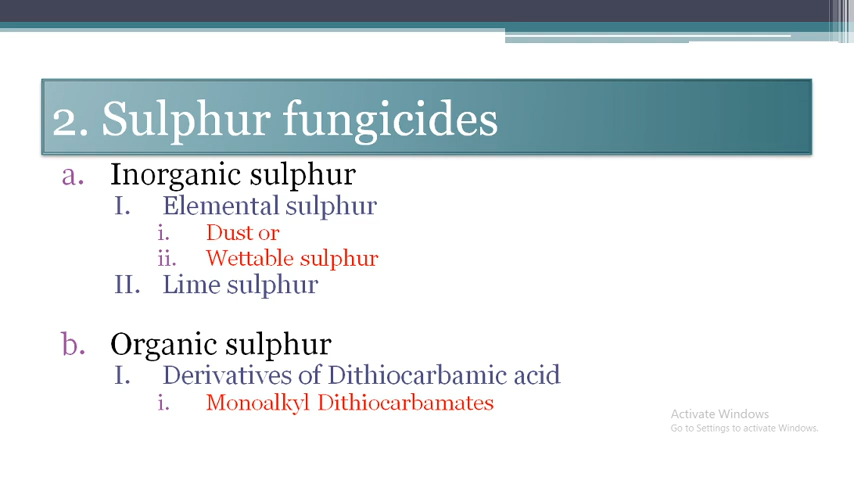 2. Sulphur fungicides
a. Inorganic sulphur
I. Elemental sulphur
i. Dust or
ii. Wettable sulphur
II. Lime sulphur
b. Organic sulphur
I. Derivatives of Dithiocarbamic acid
i. Monoalkyl Dithiocarbamates
Activate Windows
Go to Settings to activate Windows.